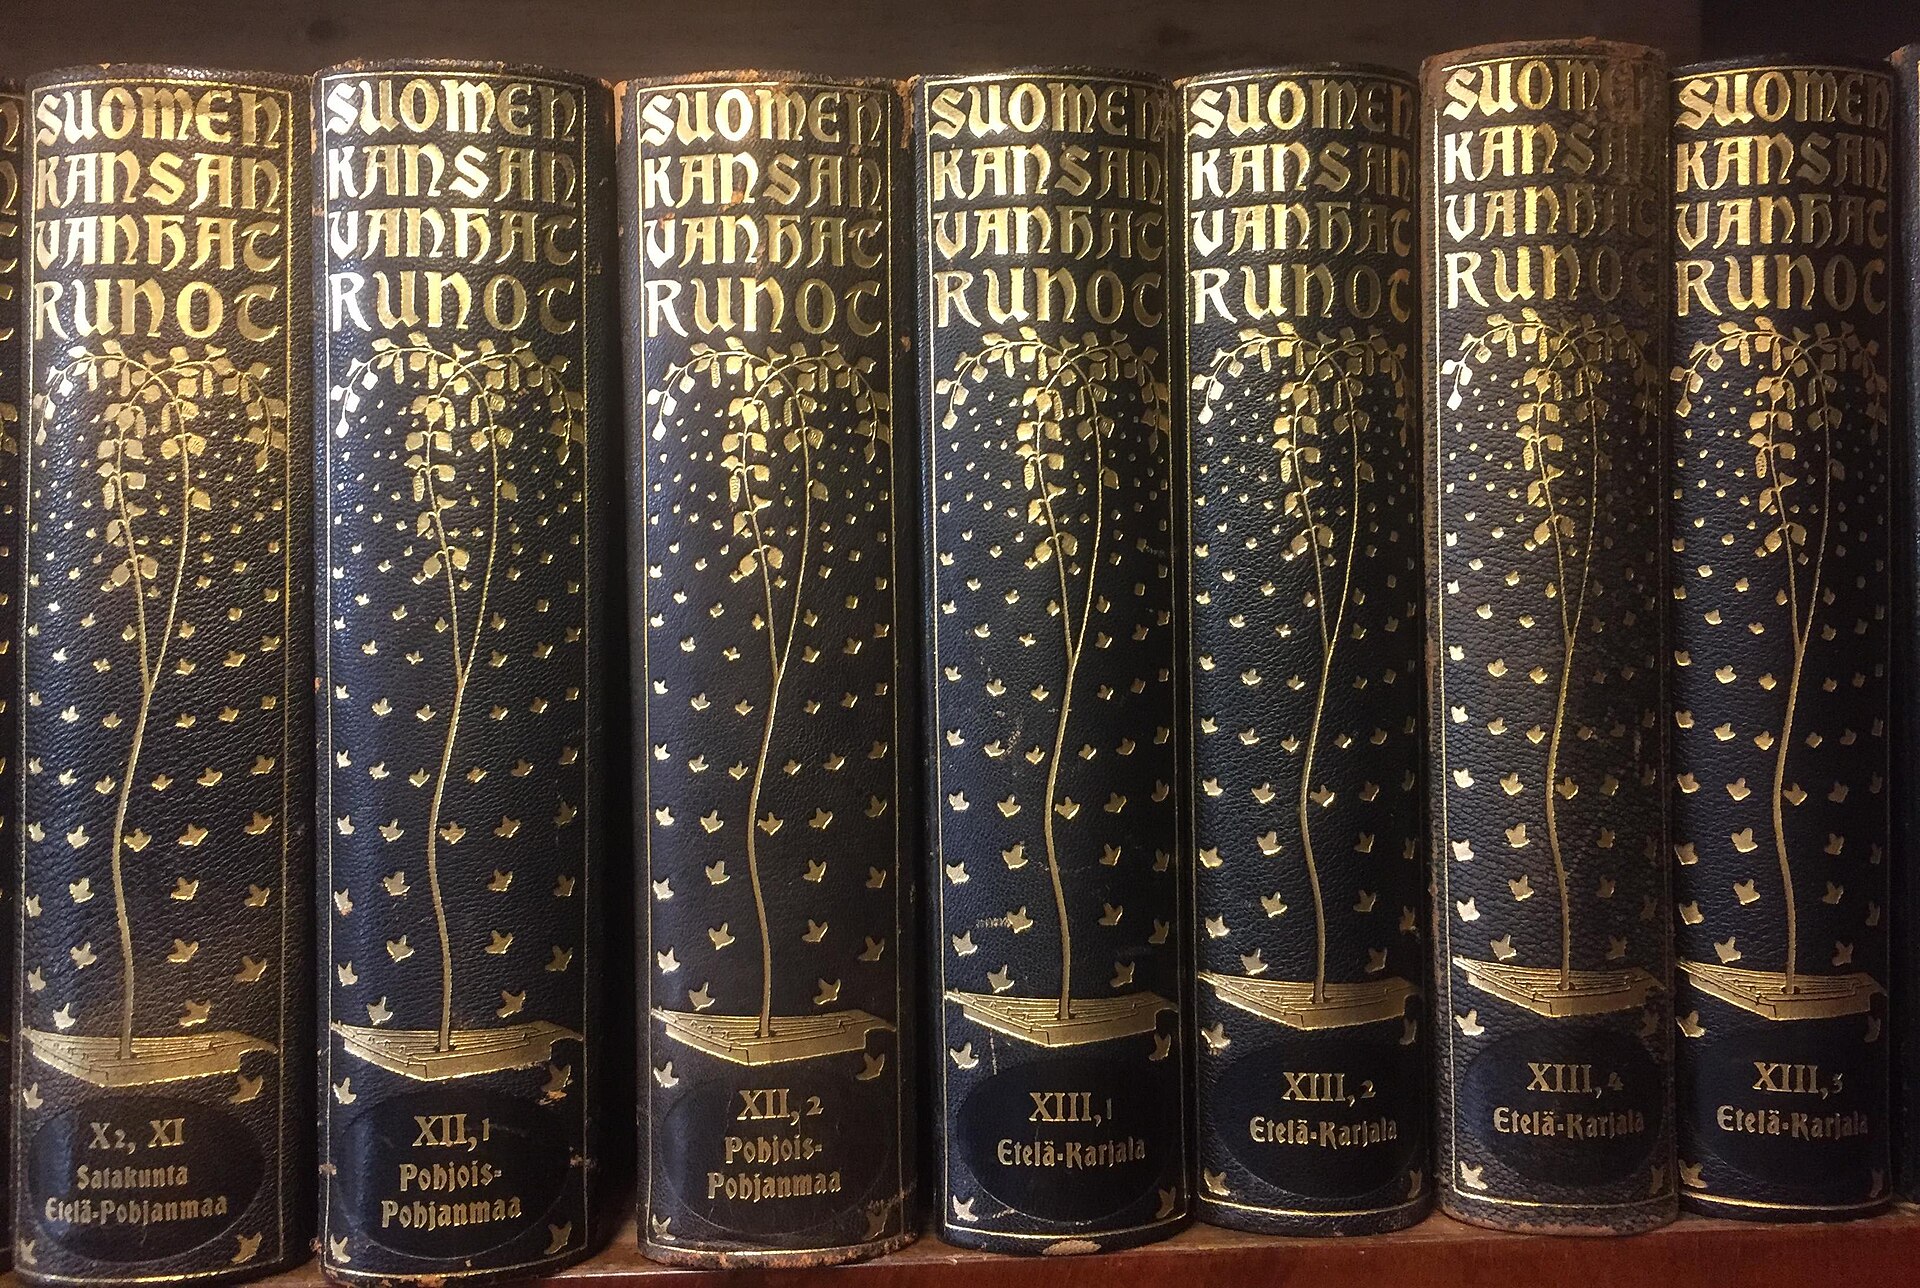 SUOMEN
KANSAN
VANHAT
RUNOT
X2, XI
Satakunta
Etelä-Pohjanmaa
SUOMEN
KANSAN
VANHAT
RUNOT
XII,1
Pohjois-
Pohjanmaa
SUOMEN
KANSAN
VANHAT
RUNOT
XII,2
Pohjois-
Pohjanmaa
SUOMEN
KANSAN
VANHAT
RUNOT
XIII,1
Etelä-Karjala
SUOMEN
KANSAN
VANHAT
RUNOT
XIII,2
Etelä-Karjala
SUOMEN
KANSAN
VANHAT
RUNOT
XIII,4
Etelä-Karjala
SUOMEN
KANSAN
VANHAT
RUNOT
XIII,3
Etelä-Karjala